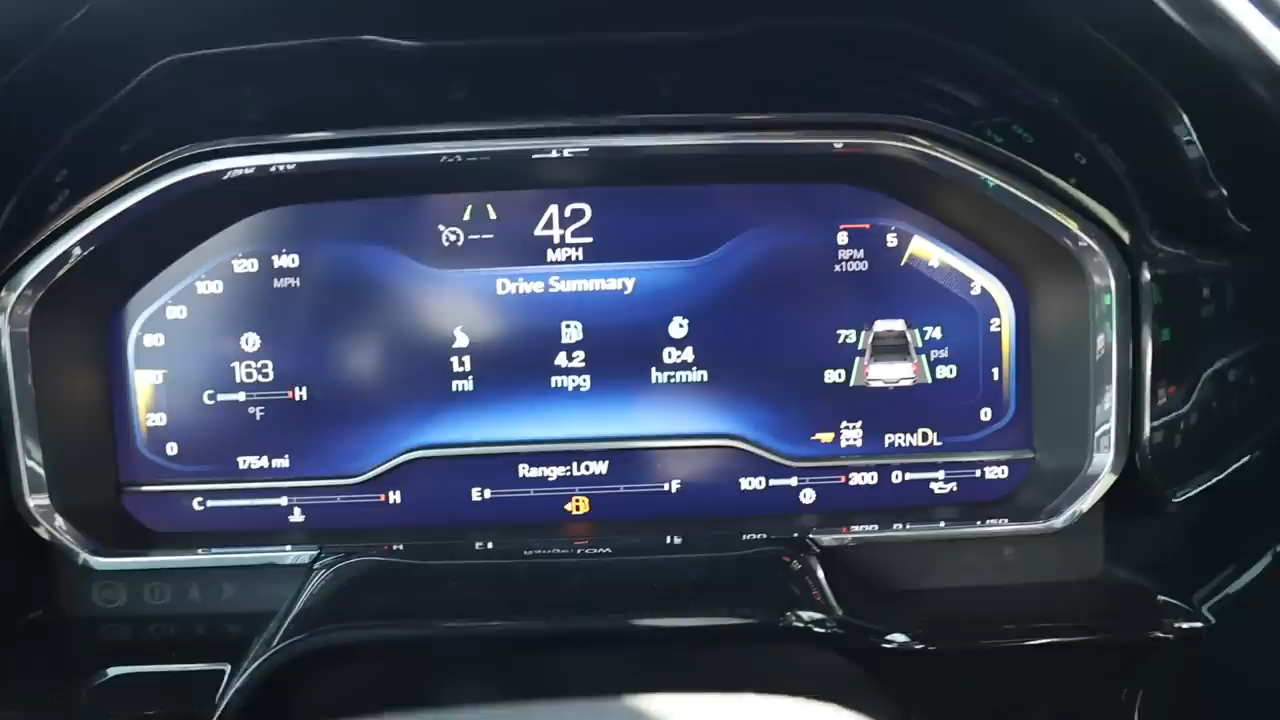 42
MPH
--
Drive Summary
140
120
MPH
100
80
60
20
0
163
C H
°F
1754 mi
1.1
mi
4.2
mpg
0:4
hr:min
6
5
RPM
x1000
3
2
1
0
73
74
psi
80
80
PRNDL
Range: LOW
C H
E F
100 300
0 120